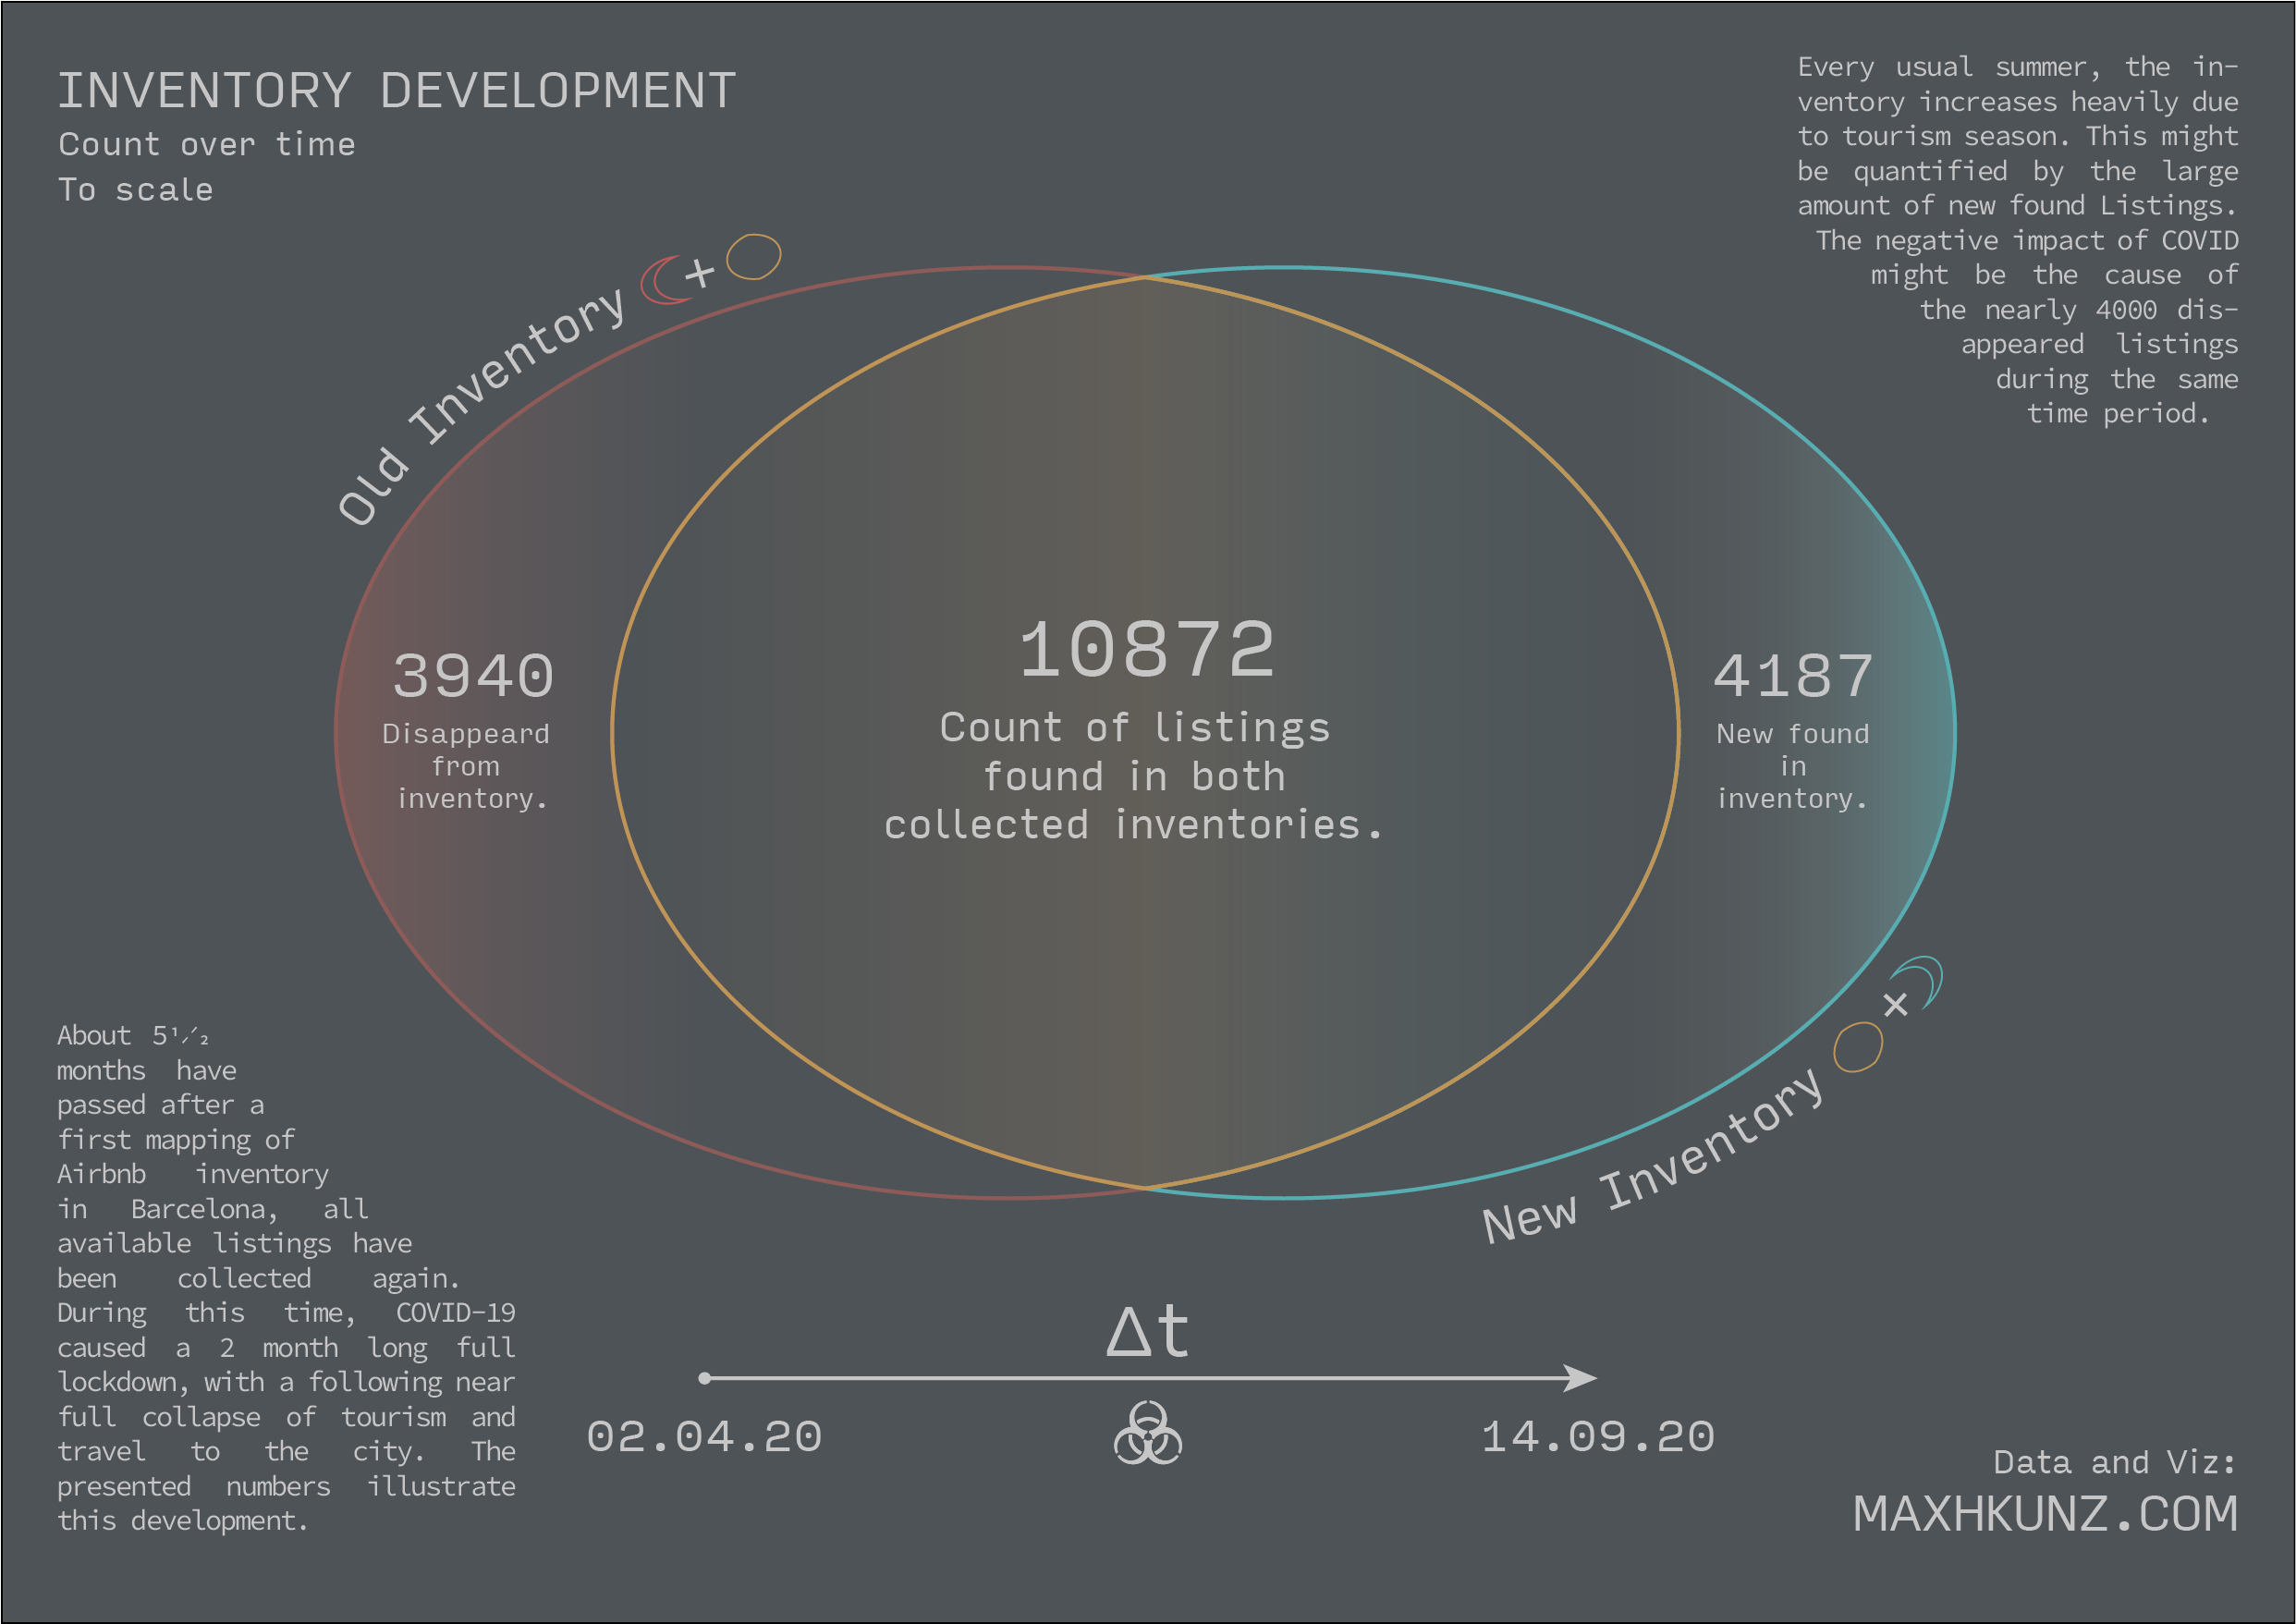 INVENTORY DEVELOPMENT
Count over time
To scale
Every usual summer, the in-
ventory increases heavily due
to tourism season. This might
be quantified by the large
amount of new found Listings.
The negative impact of COVID
might be the cause of
the nearly 4000 dis-
appeared listings
during the same
time period.
Old Inventory +
3940
Disappeard
from
inventory.
10872
Count of listings
found in both
collected inventories.
4187
New found
in
inventory.
New Inventory +
About 5½
months have
passed after a
first mapping of
Airbnb inventory
in Barcelona, all
available listings have
been collected again.
During this time, COVID-19
caused a 2 month long full
lockdown, with a following near
full collapse of tourism and
travel to the city. The
presented numbers illustrate
this development.
Δt
02.04.20
14.09.20
Data and Viz:
MAXHKUNZ.COM